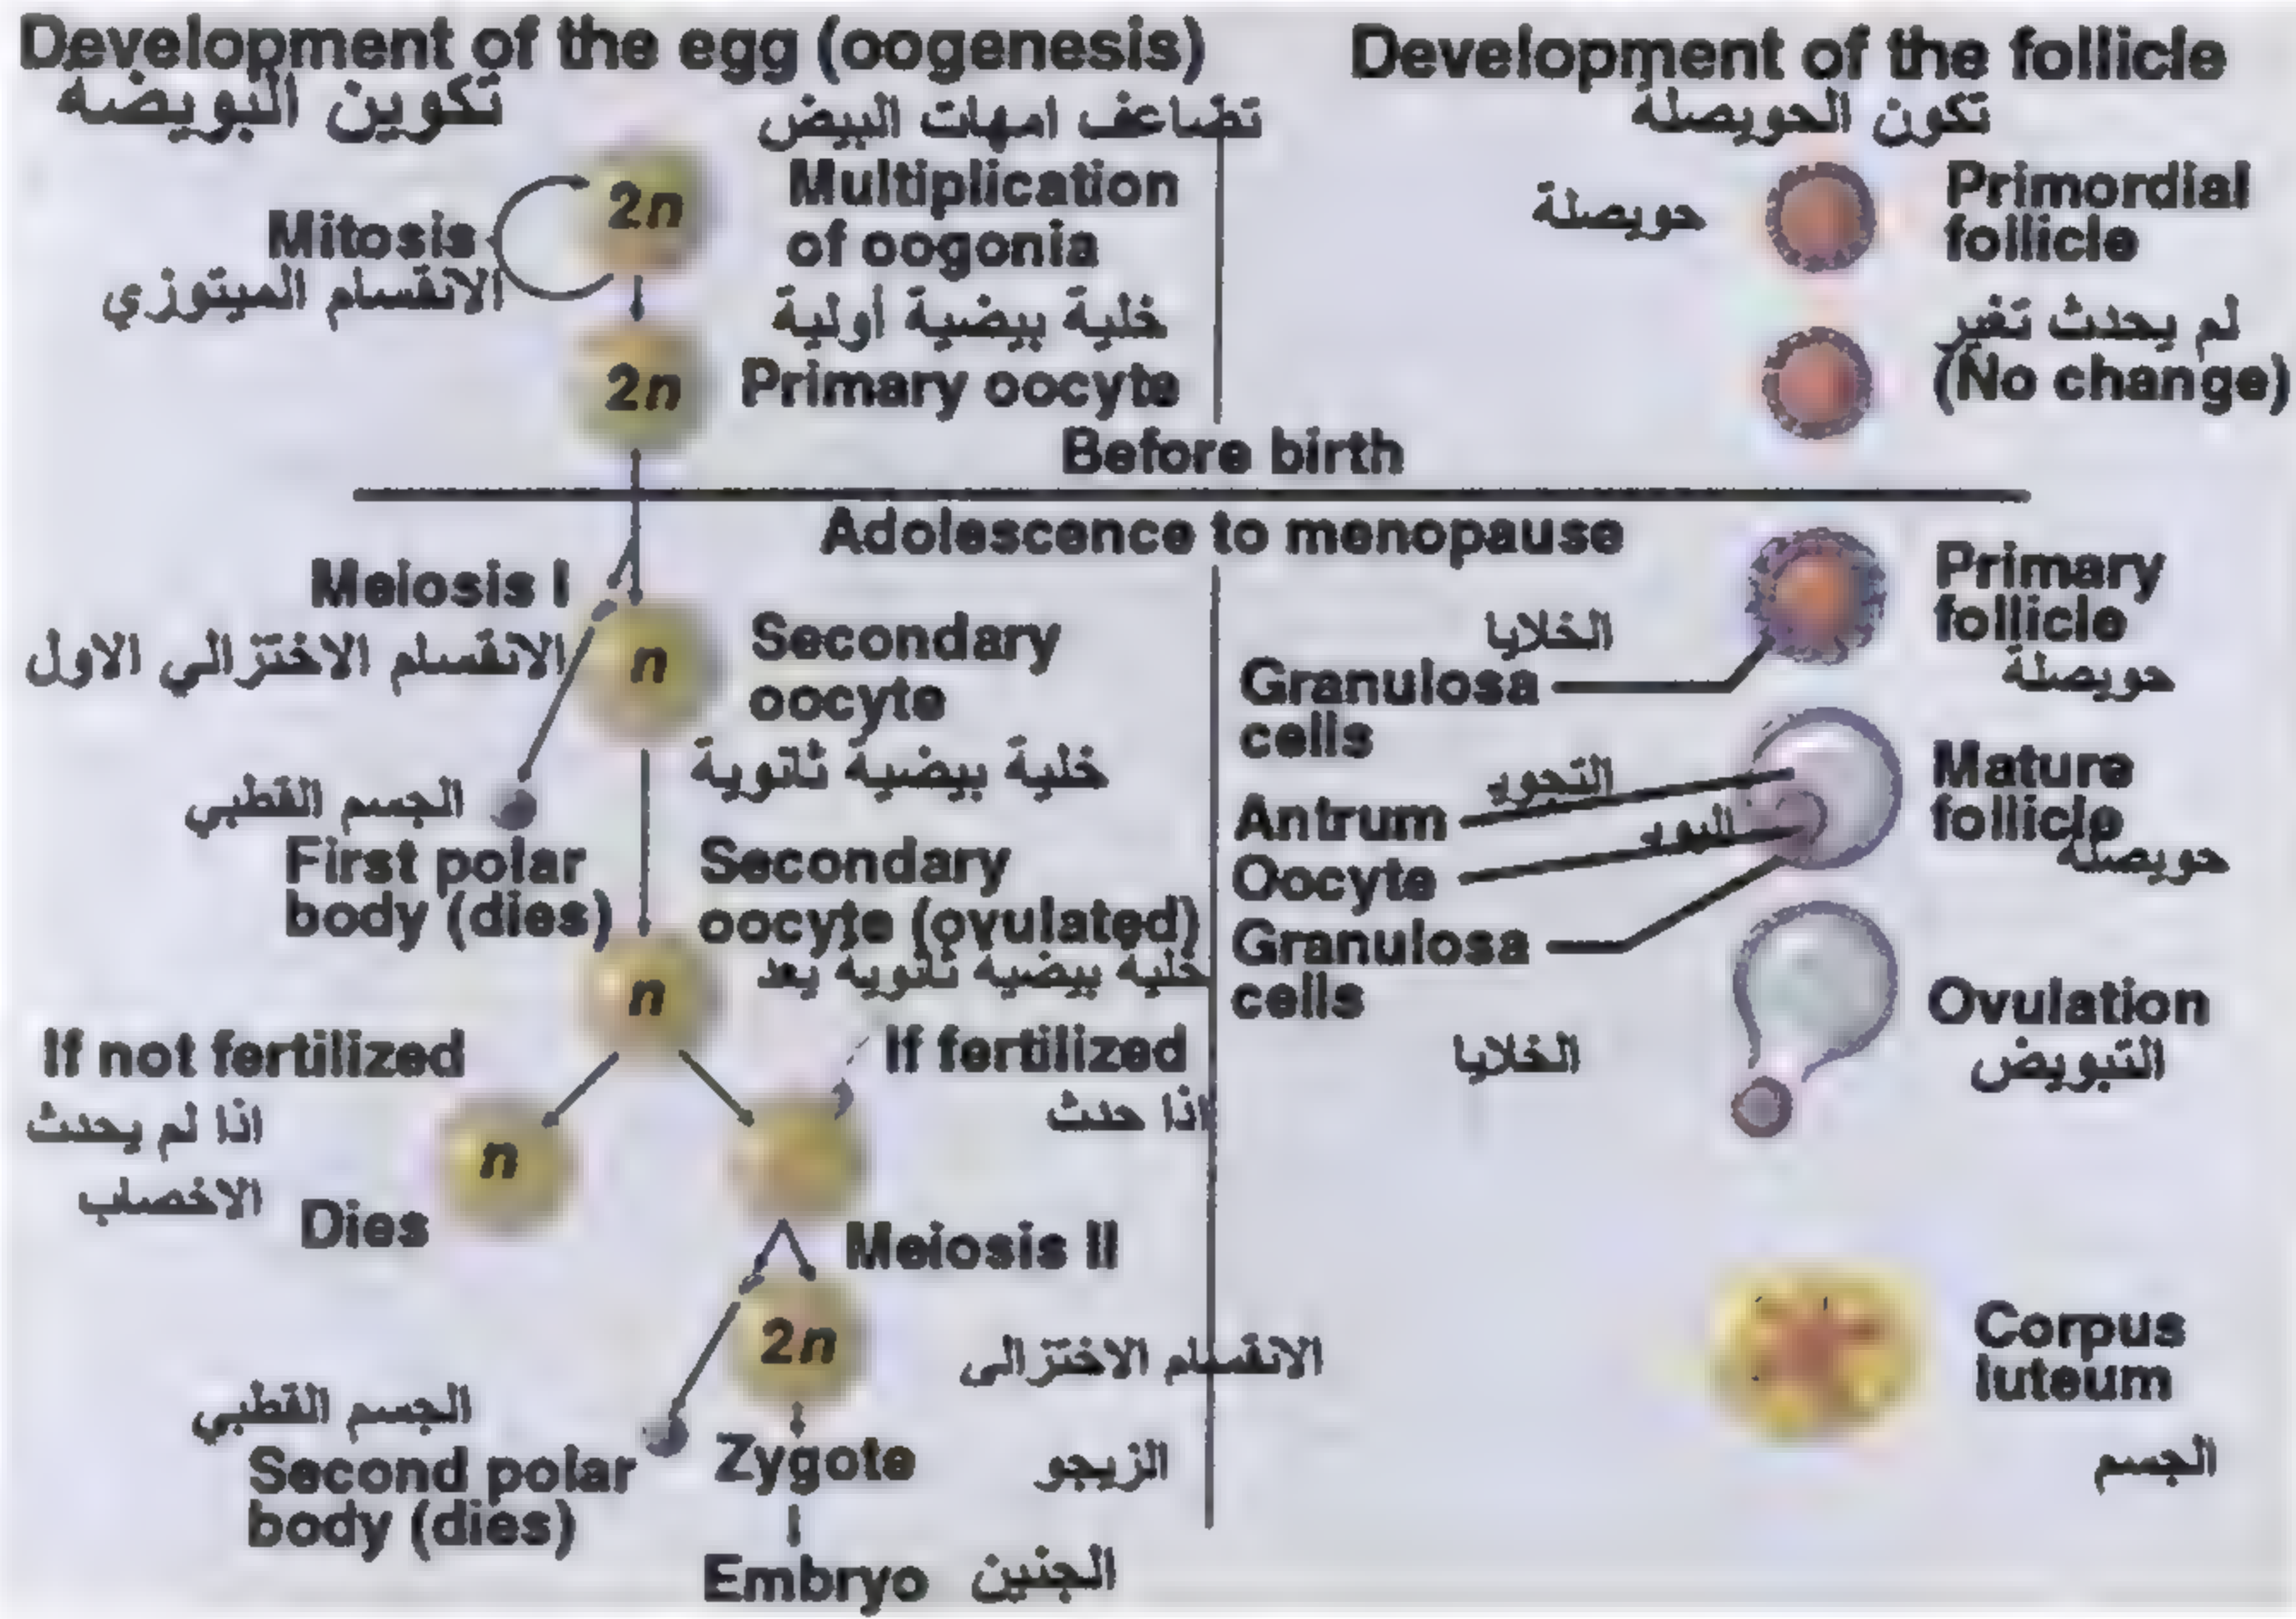 Development of the egg (oogenesis)
تكوين البويضه
تضاعف امهات البيض
Multiplication
of oogonia
2n
Mitosis
الانقسام الميتوزي
خلية بيضية أولية
2n
Primary oocyte
Development of the follicle
تكون الحويصلة
حويصلة
Primordial
follicle
لم يحدث تغير
(No change)
Before birth
Adolescence to menopause
Meiosis I
الانقسام الاختزالي الاول
n
Secondary
oocyte
خلية بيضية ثانوية
الجسم القطبي
First polar
body (dies)
Secondary
oocyte (ovulated)
خليه بيضيه ثانويه بعد
n
If not fertilized
اذا لم يحدث
الاخصاب
n
Dies
If fertilized
اذا حدث
Meiosis II
2n
الانقسام الاختزالى
الجسم القطبي
Second polar
body (dies)
Zygote
الزيجو
Embryo
الجنين
Primary
follicle
حويصلة
الخلايا
Granulosa
cells
التجوي
Antrum
Oocyte
Granulosa
cells
الخلايا
Mature
follicle
حويصلة
Ovulation
التبويض
Corpus
luteum
الجسم